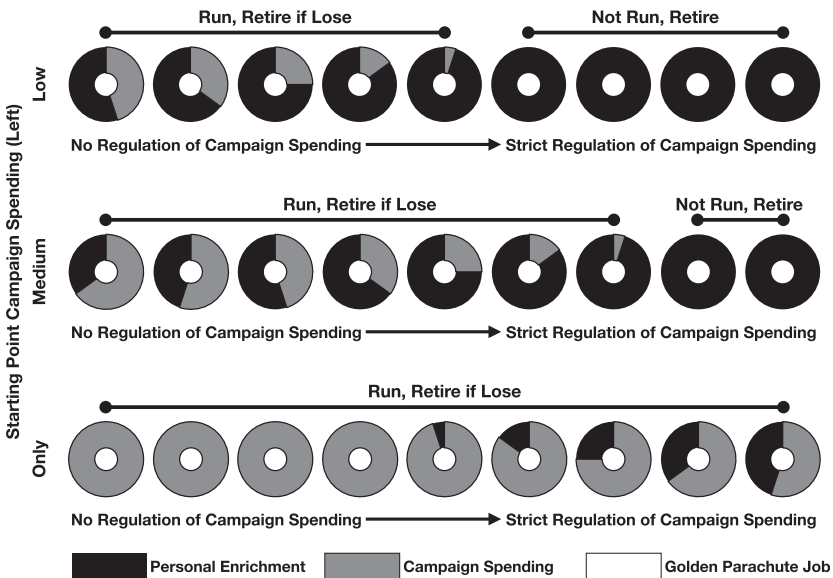 Starting Point Campaign Spending (Left)
Run, Retire if Lose
Not Run, Retire
Low
No Regulation of Campaign Spending
Strict Regulation of Campaign Spending
Run, Retire if Lose
Not Run, Retire
Medium
No Regulation of Campaign Spending
Strict Regulation of Campaign Spending
Run, Retire if Lose
Only
No Regulation of Campaign Spending
Strict Regulation of Campaign Spending
Personal Enrichment
Campaign Spending
Golden Parachute Job